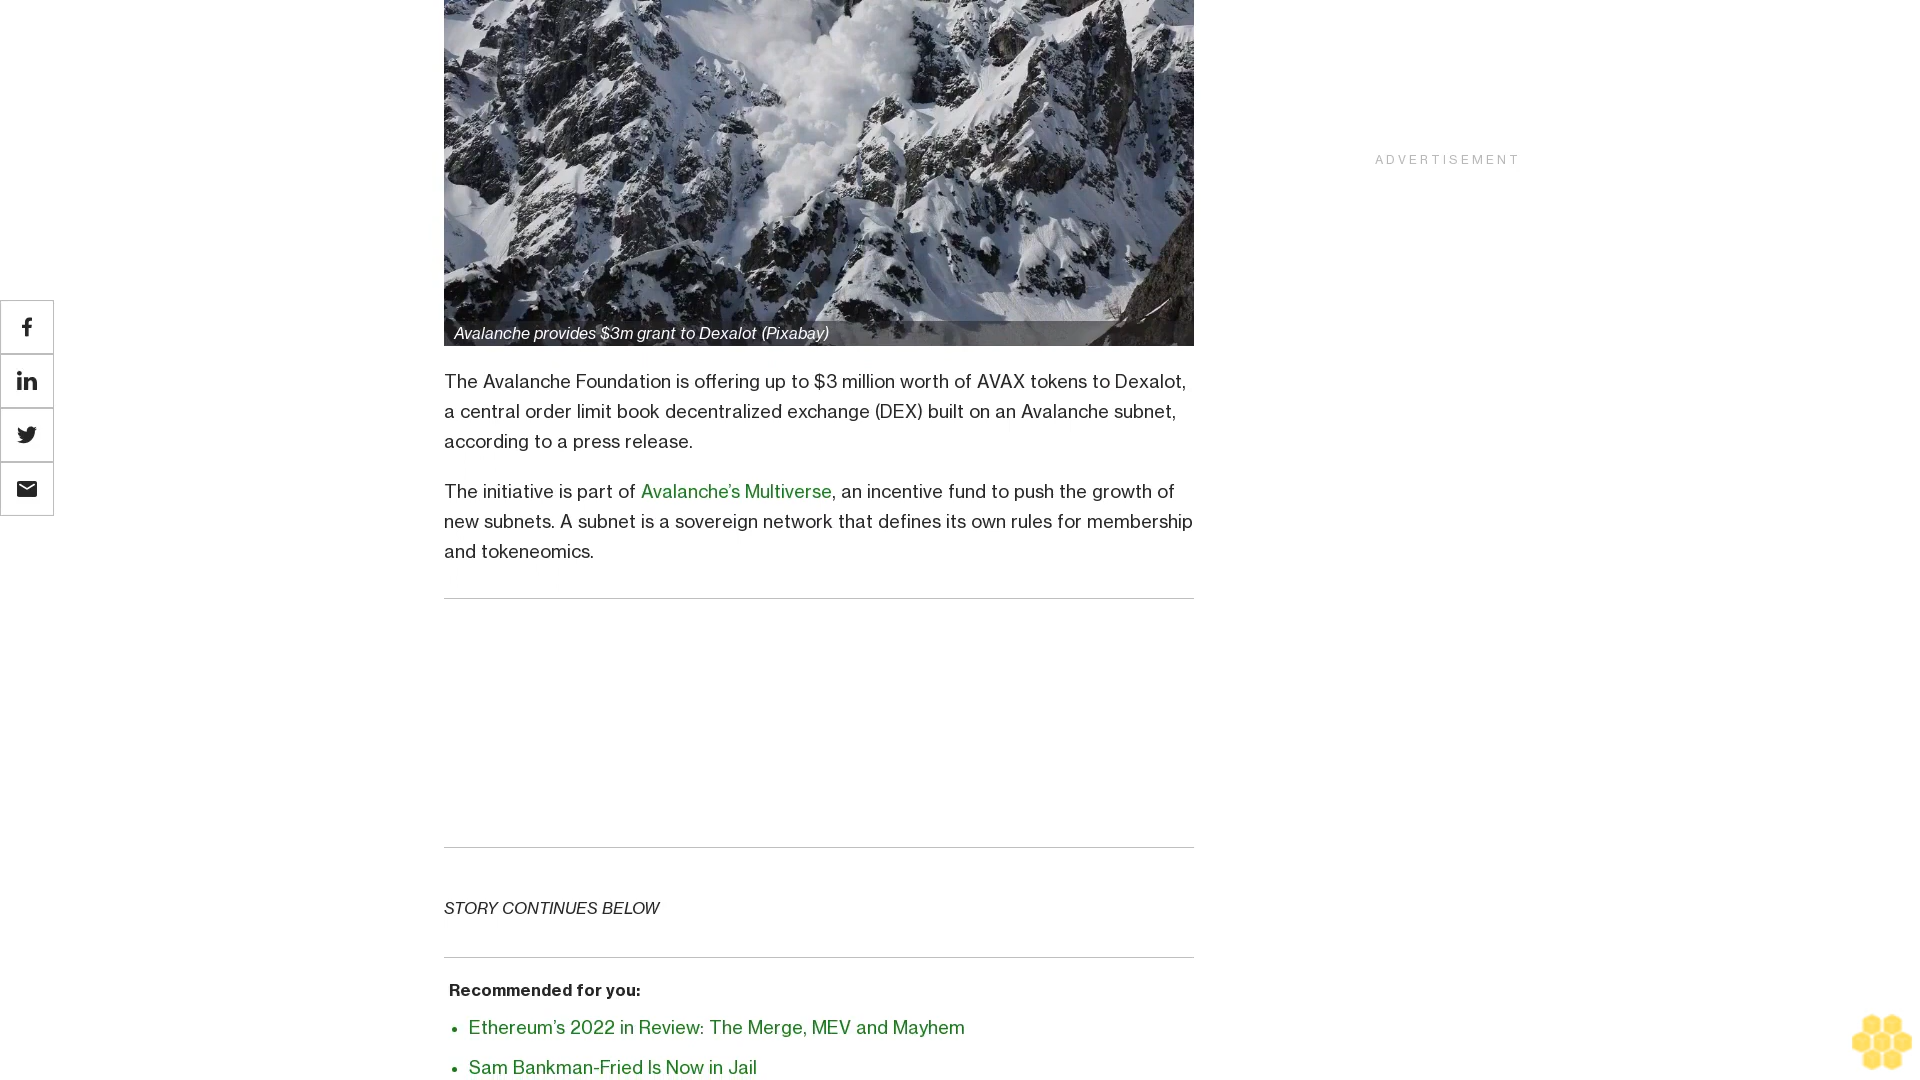 ADVERTISEMENT
Avalanche provides $3m grant to Dexalot (Pixabay)
The Avalanche Foundation is offering up to $3 million worth of AVAX tokens to Dexalot,
a central order limit book decentralized exchange (DEX) built on an Avalanche subnet,
according to a press release.
The initiative is part of Avalanche’s Multiverse, an incentive fund to push the growth of
new subnets. A subnet is a sovereign network that defines its own rules for membership
and tokeneomics.
STORY CONTINUES BELOW
Recommended for you:
• Ethereum’s 2022 in Review: The Merge, MEV and Mayhem
• Sam Bankman-Fried Is Now in Jail